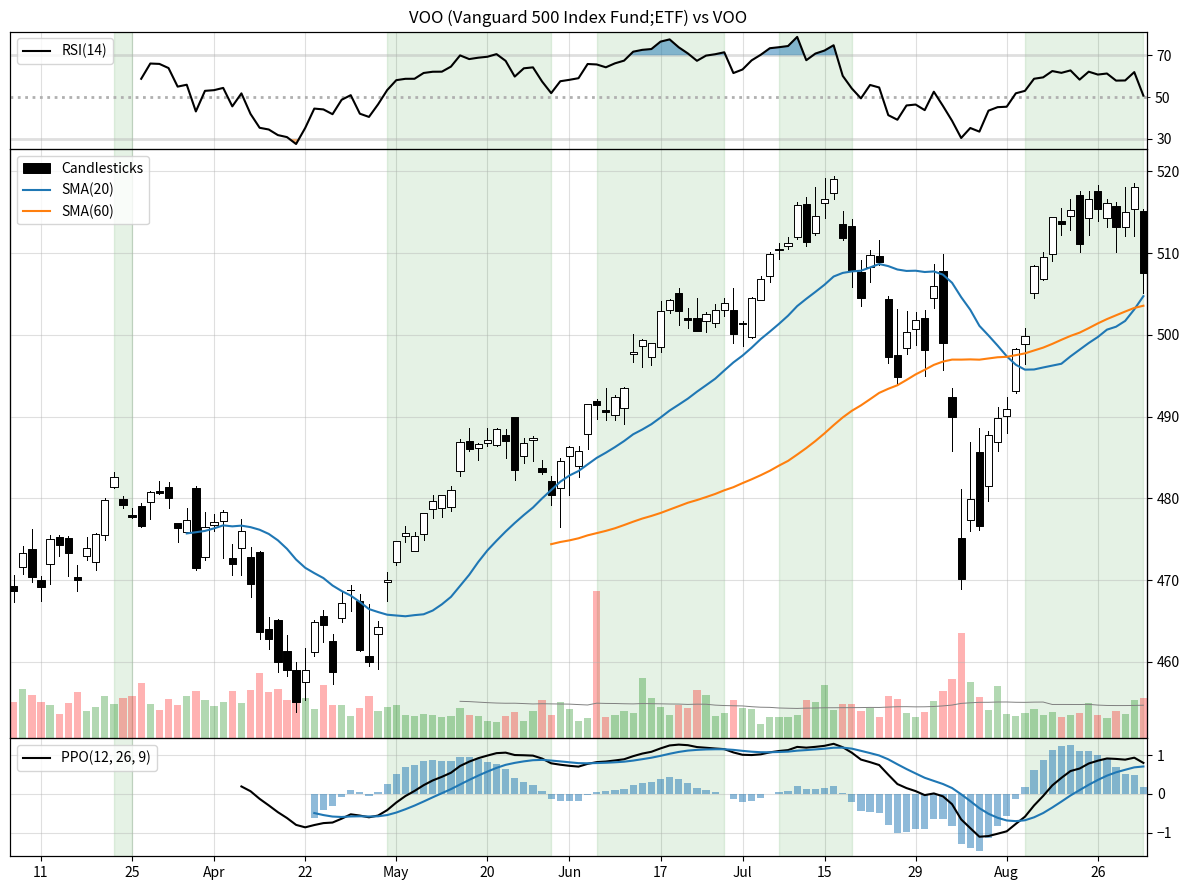 VOO (Vanguard 500 Index Fund;ETF) vs VOO
RSI(14)
70
50
30
Candlesticks
SMA(20)
SMA(60)
520
510
500
490
480
470
460
PPO(12, 26, 9)
1
0
−1
11 25 Apr 22 May 20 Jun 17 Jul 15 29 Aug 26